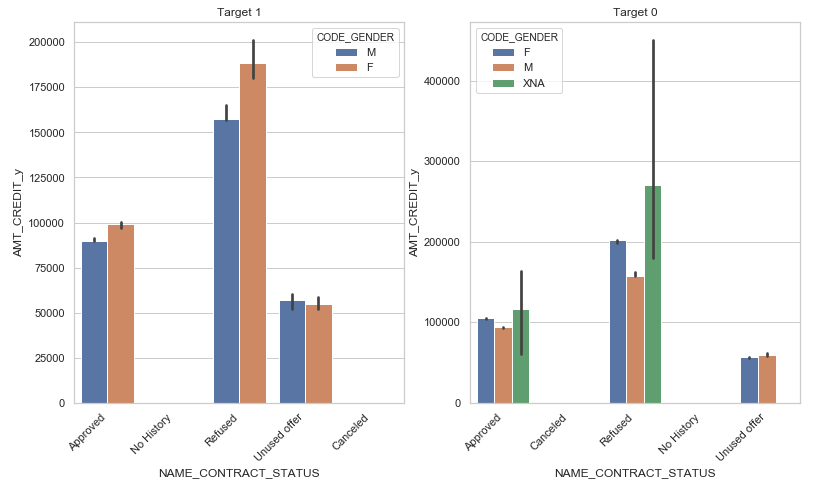 Target 1
CODE_GENDER
M
F
200000
175000
150000
125000
100000
75000
50000
25000
0
AMT_CREDIT_y
Approved
No History
Refused
Unused offer
Canceled
NAME_CONTRACT_STATUS
Target 0
CODE_GENDER
F
M
XNA
400000
300000
200000
100000
0
AMT_CREDIT_y
Approved
Canceled
Refused
No History
Unused offer
NAME_CONTRACT_STATUS